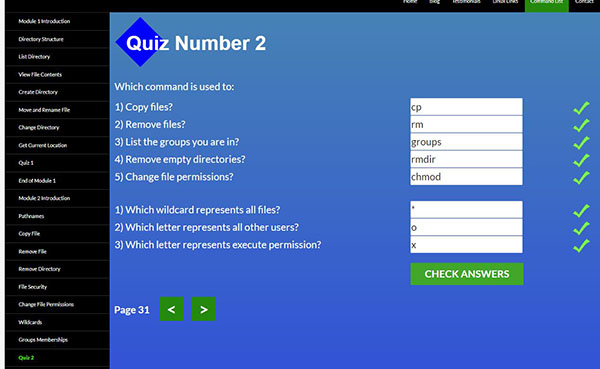 Home Blog Testimonials Linux Links Command List Contact
Module 1 Introduction
Directory Structure
List Directory
View File Contents
Create Directory
Move and Rename File
Change Directory
Get Current Location
Quiz 1
End of Module 1
Module 2 Introduction
Pathnames
Copy File
Remove File
Remove Directory
File Security
Change File Permissions
Wildcards
Groups Memberships
Quiz 2
Quiz Number 2
Which command is used to:
1) Copy files? cp
2) Remove files? rm
3) List the groups you are in? groups
4) Remove empty directories? rmdir
5) Change file permissions? chmod
1) Which wildcard represents all files? *
2) Which letter represents all other users? o
3) Which letter represents execute permission? x
CHECK ANSWERS
Page 31 < >